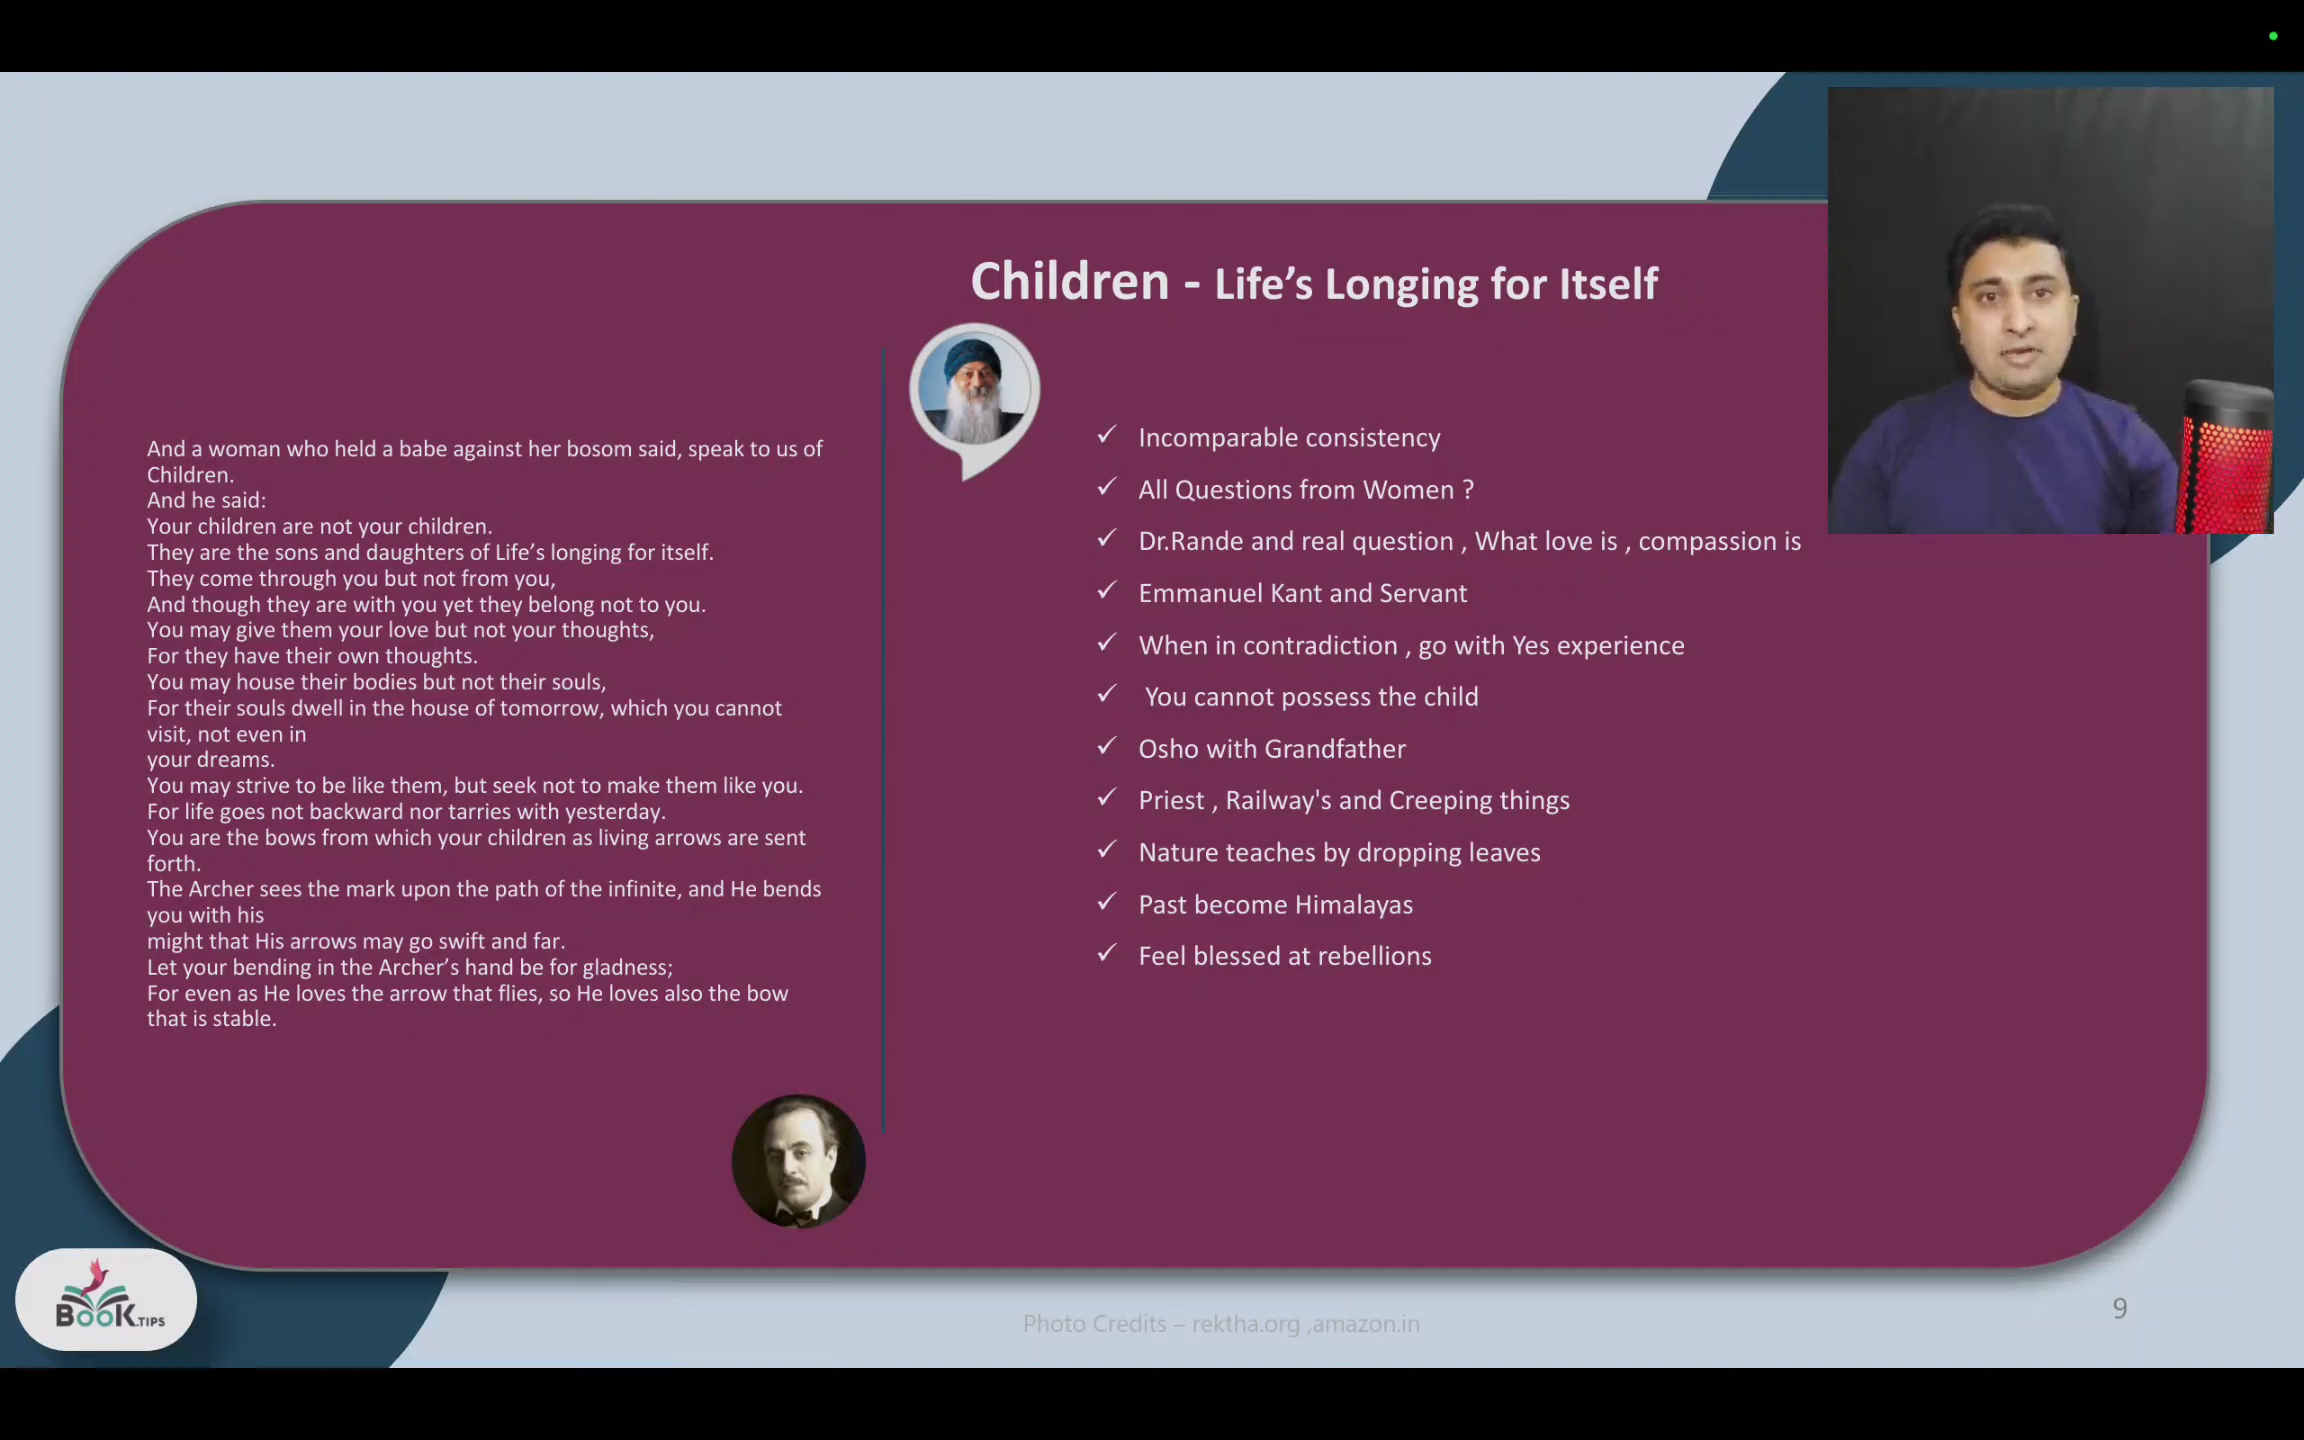 Children - Life’s Longing for Itself
And a woman who held a babe against her bosom said, speak to us of
Children.
And he said:
Your children are not your children.
They are the sons and daughters of Life’s longing for itself.
They come through you but not from you,
And though they are with you yet they belong not to you.
You may give them your love but not your thoughts,
For they have their own thoughts.
You may house their bodies but not their souls,
For their souls dwell in the house of tomorrow, which you cannot
visit, not even in
your dreams.
You may strive to be like them, but seek not to make them like you.
For life goes not backward nor tarries with yesterday.
You are the bows from which your children as living arrows are sent
forth.
The Archer sees the mark upon the path of the infinite, and He bends
you with his
might that His arrows may go swift and far.
Let your bending in the Archer’s hand be for gladness;
For even as He loves the arrow that flies, so He loves also the bow
that is stable.
✓ Incomparable consistency
✓ All Questions from Women ?
✓ Dr.Rande and real question , What love is , compassion is
✓ Emmanuel Kant and Servant
✓ When in contradiction , go with Yes experience
✓ You cannot possess the child
✓ Osho with Grandfather
✓ Priest , Railway's and Creeping things
✓ Nature teaches by dropping leaves
✓ Past become Himalayas
✓ Feel blessed at rebellions
BooK.TIPS
Photo Credits – rektha.org ,amazon.in
9